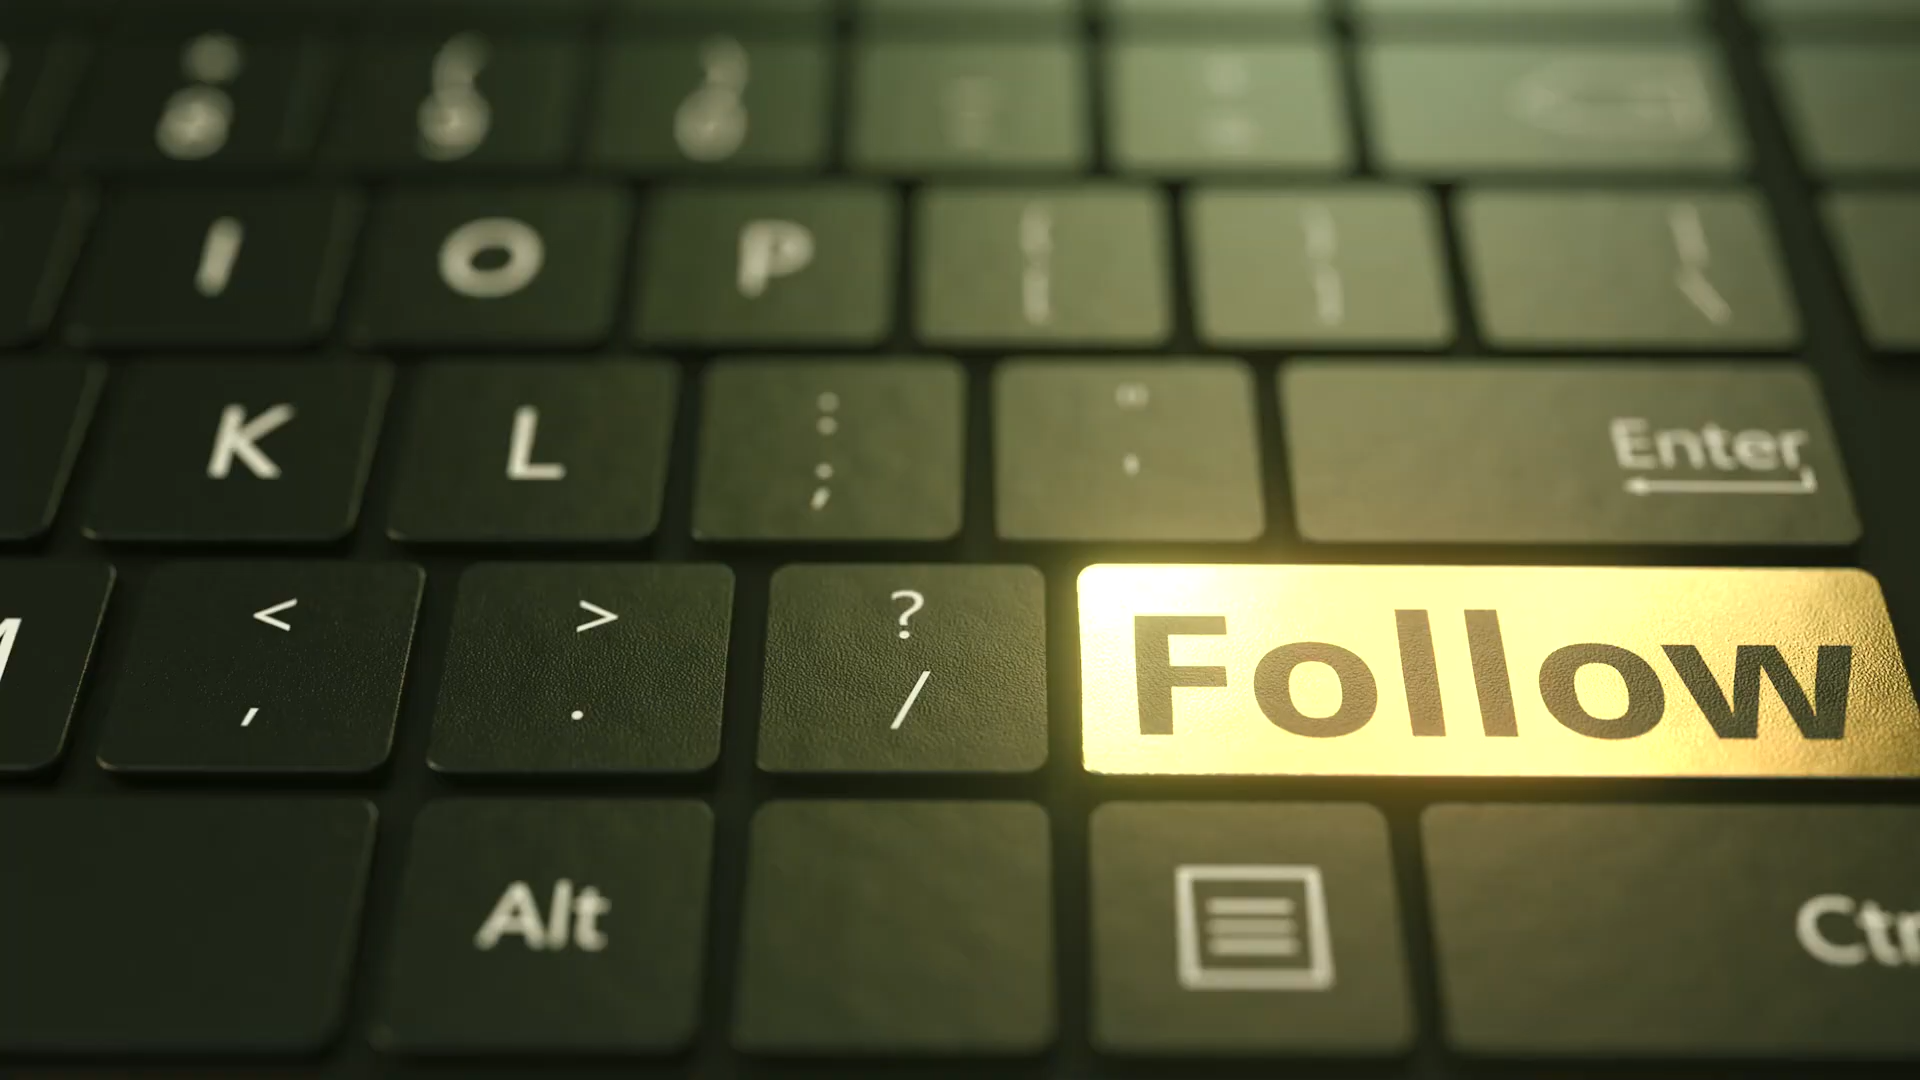 I O P
K L : ; " ' Enter
M < , > . ? / Follow
Alt Ctr